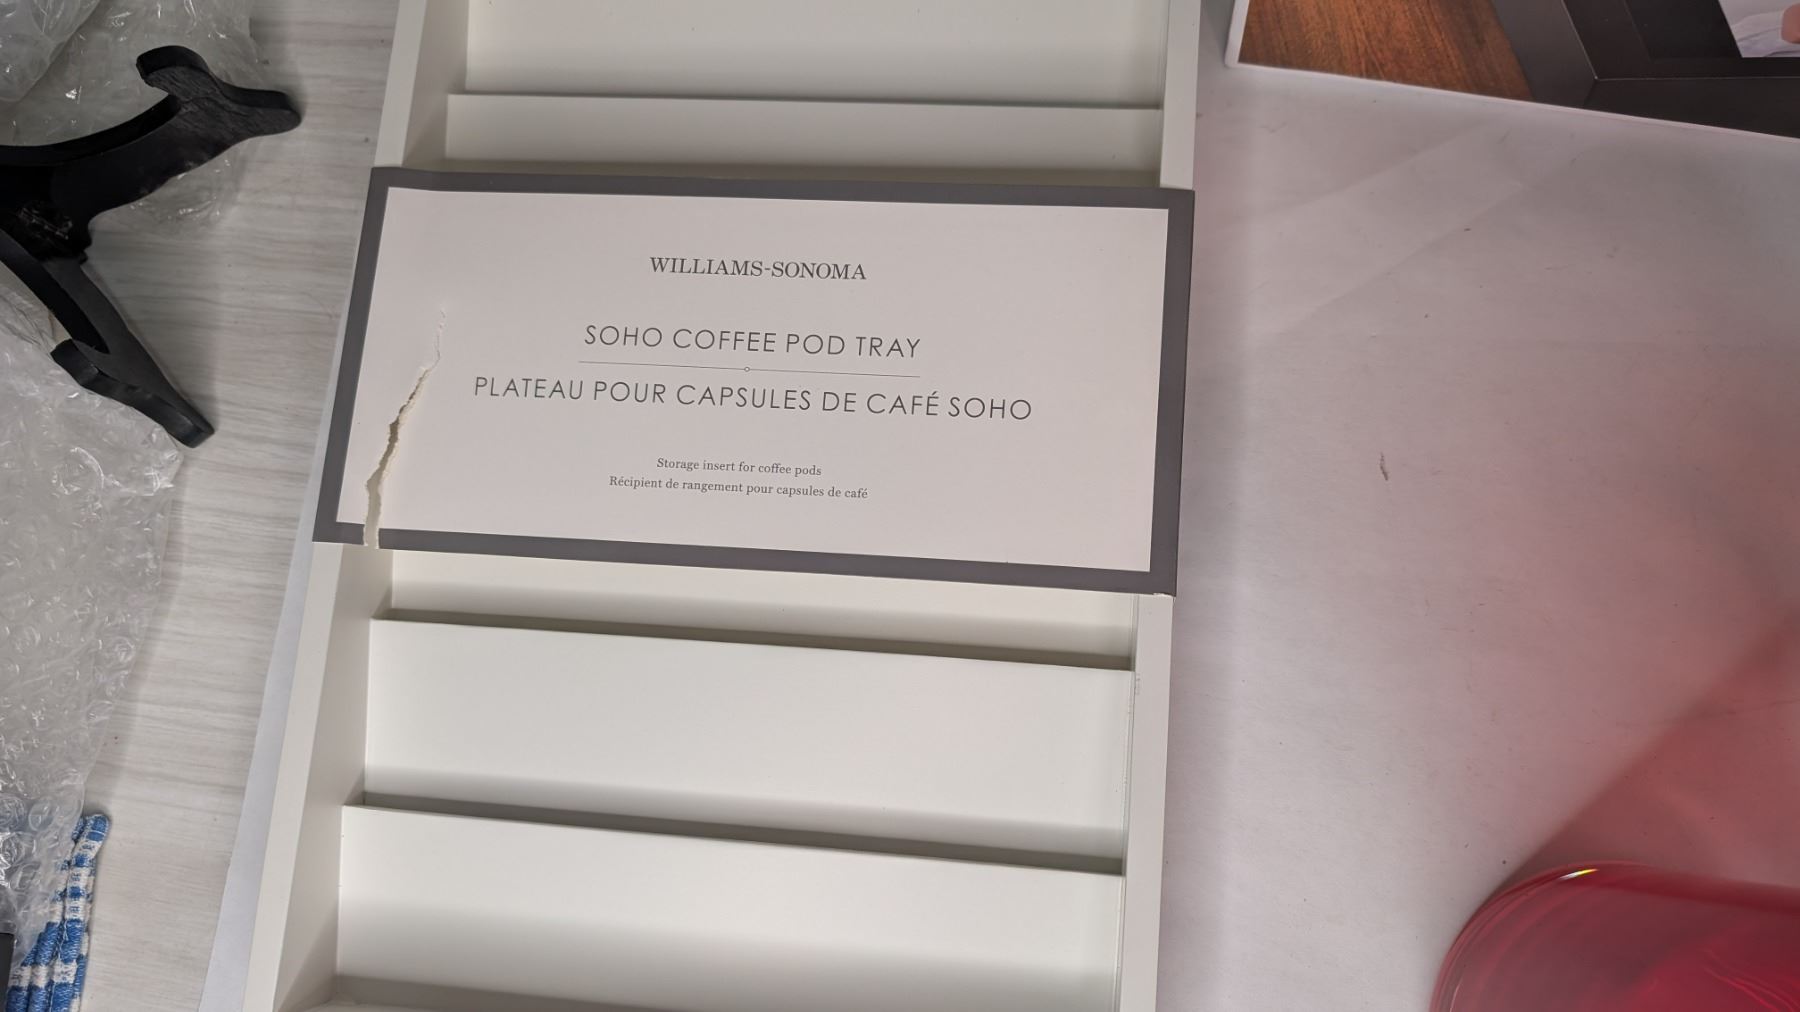 WILLIAMS-SONOMA
SOHO COFFEE POD TRAY
PLATEAU POUR CAPSULES DE CAFÉ SOHO
Storage insert for coffee pods
Récipient de rangement pour capsules de café